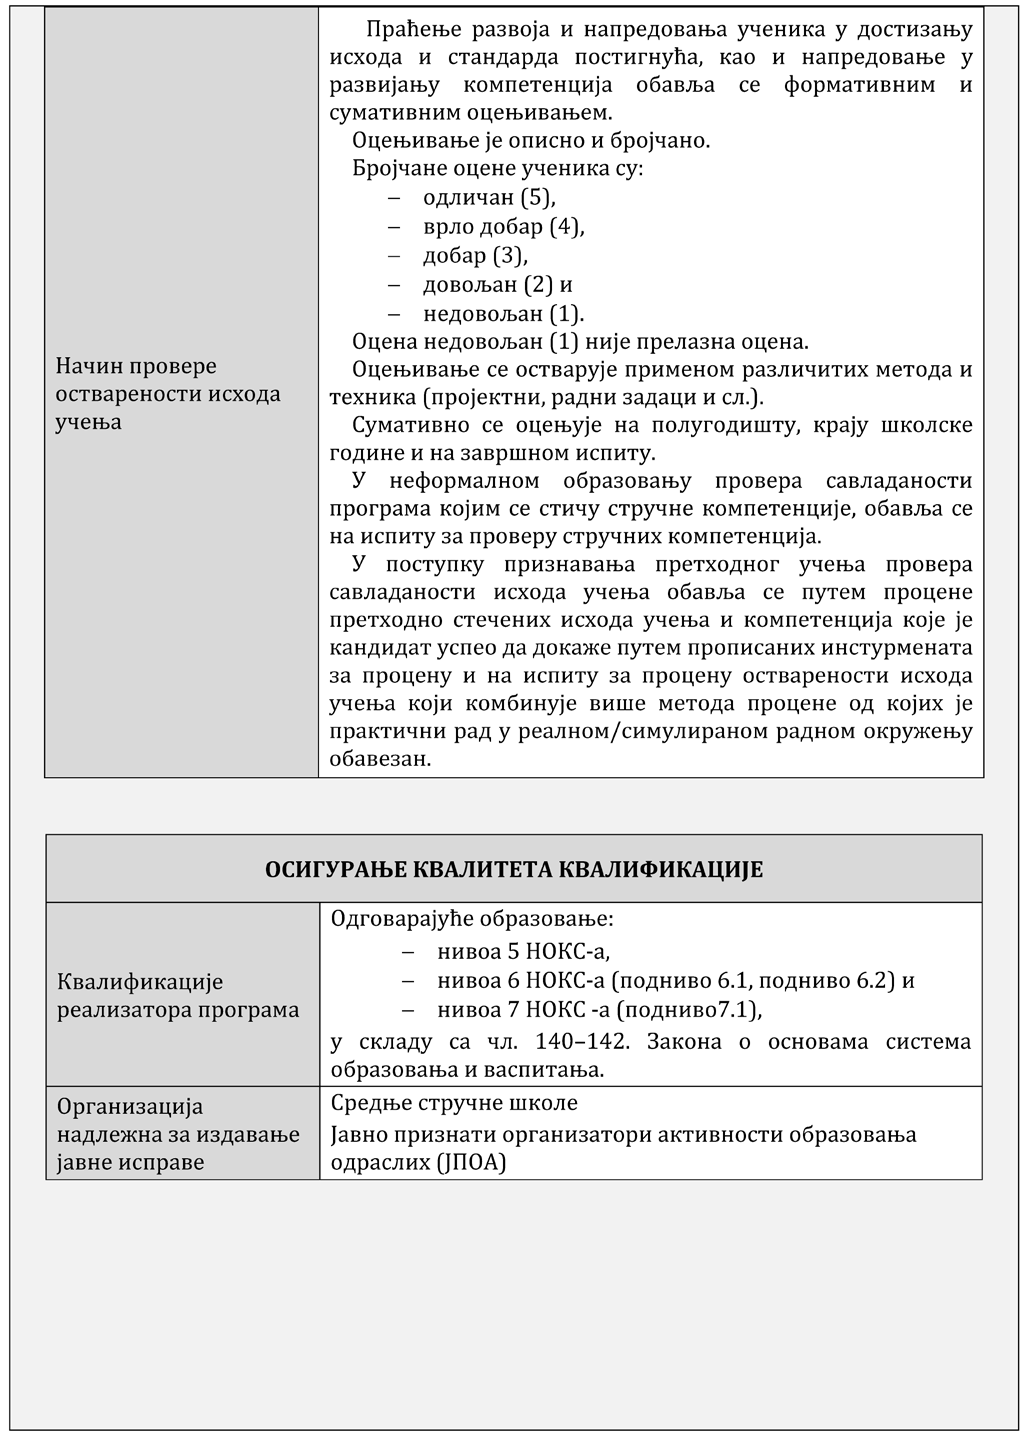 Начин провере
остварености исхода
учења
Праћење развоја и напредовања ученика у достизању
исхода и стандарда постигнућа, као и напредовање у
развијању компетенција обавља се формативним и
сумативним оцењивањем.
Оцењивање је описно и бројчано.
Бројчане оцене ученика су:
– одличан (5),
– врло добар (4),
– добар (3),
– довољан (2) и
– недовољан (1).
Оцена недовољан (1) није прелазна оцена.
Оцењивање се остварује применом различитих метода и
техника (пројектни, радни задаци и сл.).
Сумативно се оцењује на полугодишту, крају школске
године и на завршном испиту.
У неформалном образовању провера савладаности
програма којим се стичу стручне компетенције, обавља се
на испиту за проверу стручних компетенција.
У поступку признавања претходног учења провера
савладаности исхода учења обавља се путем процене
претходно стечених исхода учења и компетенција које је
кандидат успео да докаже путем прописаних инстурмената
за процену и на испиту за процену остварености исхода
учења који комбинује више метода процене од којих је
практични рад у реалном/симулираном радном окружењу
обавезан.
ОСИГУРАЊЕ КВАЛИТЕТА КВАЛИФИКАЦИЈЕ
Квалификације
реализатора програма
Одговарајуће образовање:
– нивоа 5 НОКС-а,
– нивоа 6 НОКС-а (подниво 6.1, подниво 6.2) и
– нивоа 7 НОКС -а (подниво7.1),
у складу са чл. 140–142. Закона о основама система
образовања и васпитања.
Организација
надлежна за издавање
јавне исправе
Средње стручне школе
Јавно признати организатори активности образовања
одраслих (ЈПОА)